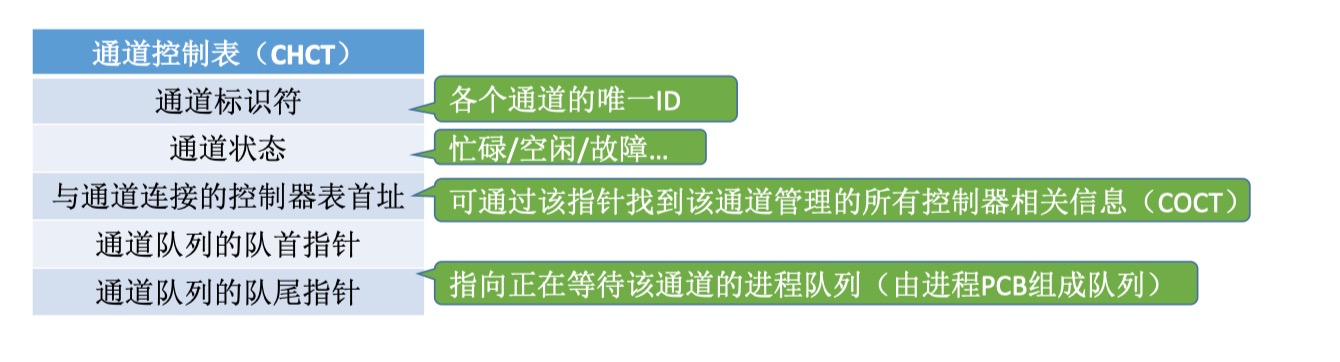 通道控制表（CHCT）
通道标识符
各个通道的唯一ID
通道状态
忙碌/空闲/故障...
与通道连接的控制器表首址
可通过该指针找到该通道管理的所有控制器相关信息（COCT）
通道队列的队首指针
通道队列的队尾指针
指向正在等待该通道的进程队列（由进程PCB组成队列）